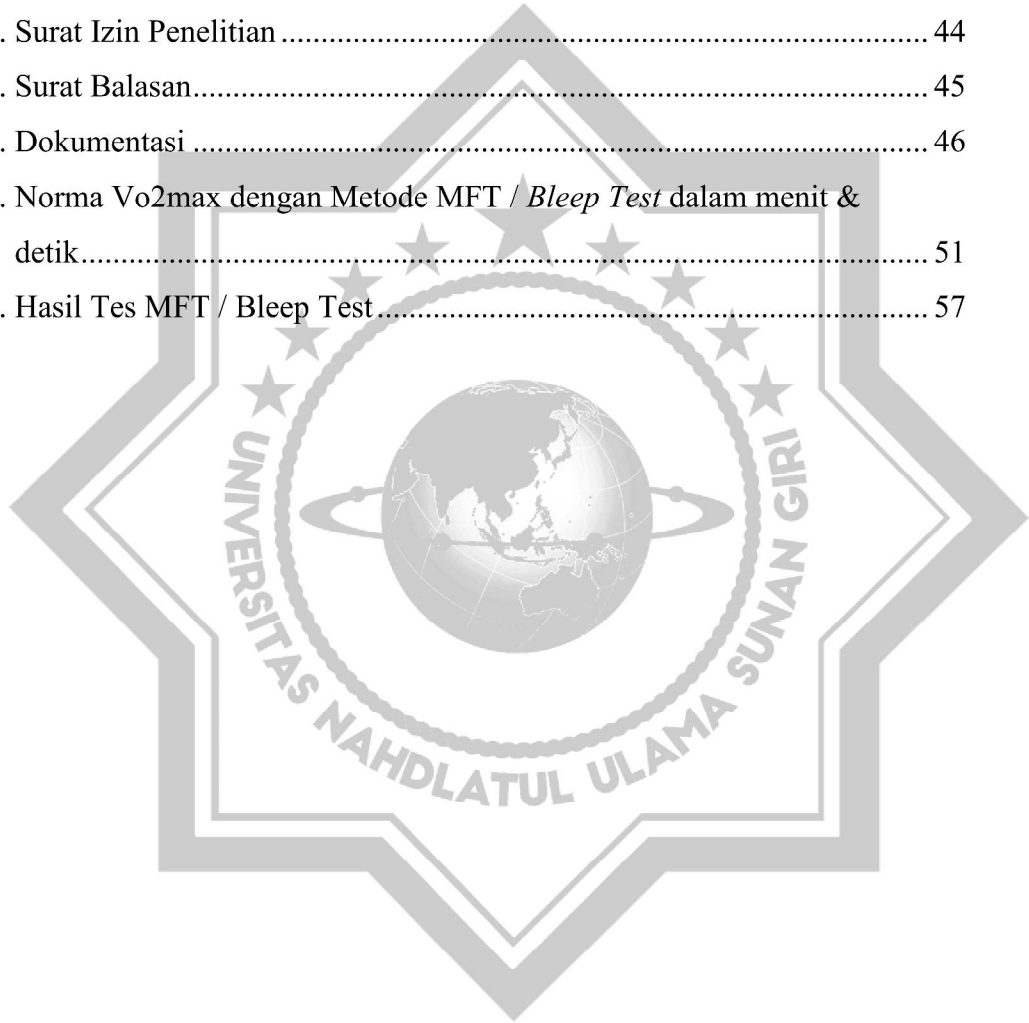 . Surat Izin Penelitian ................................................................................ 44
. Surat Balasan........................................................................................... 45
. Dokumentasi ........................................................................................... 46
. Norma Vo2max dengan Metode MFT / Bleep Test dalam menit &
detik......................................................................................................... 51
. Hasil Tes MFT / Bleep Test .................................................................... 57
UNIVERSITAS NAHDLATUL ULAMA SUNAN GIRI